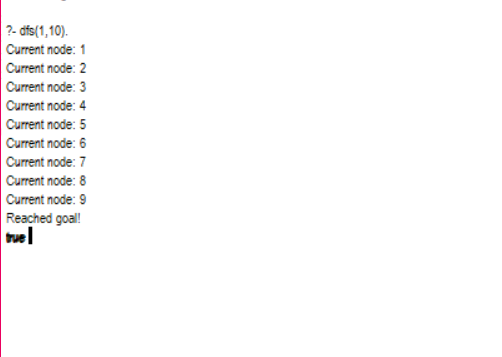 ?- dfs(1,10).
Current node: 1
Current node: 2
Current node: 3
Current node: 4
Current node: 5
Current node: 6
Current node: 7
Current node: 8
Current node: 9
Reached goal!
true